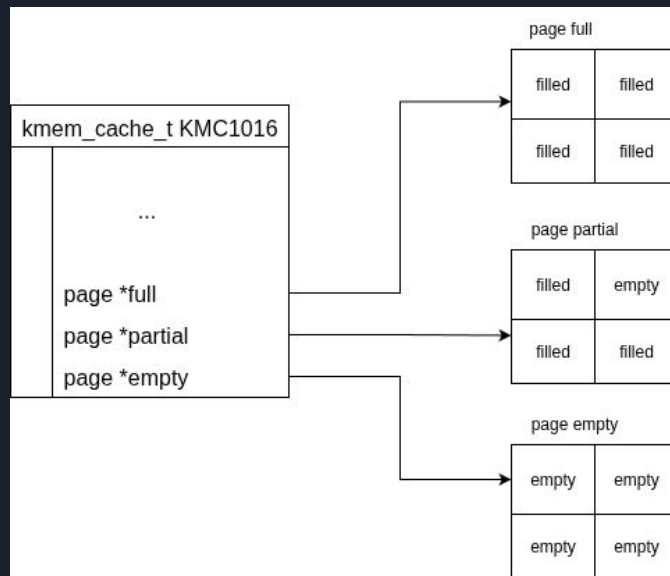 page full
filled filled
kmem_cache_t KMC1016
filled filled
...
page partial
filled empty
page *full
page *partial
filled filled
page *empty
page empty
empty empty
empty empty